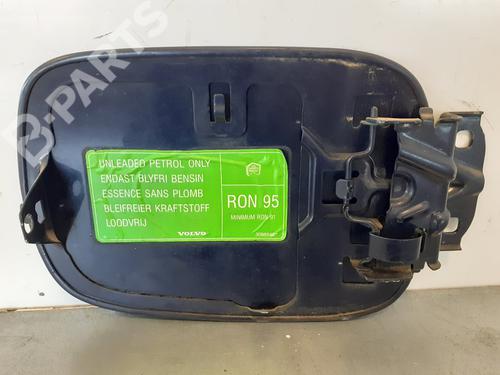 B-PARTS
UNLEADED PETROL ONLY
ENDAST BLYFRI BENSIN
ESSENCE SANS PLOMB
BLEIFREIER KRAFTSTOFF
LOODVRIJ
VOLVO
RON 95
MINIMUM RON 91